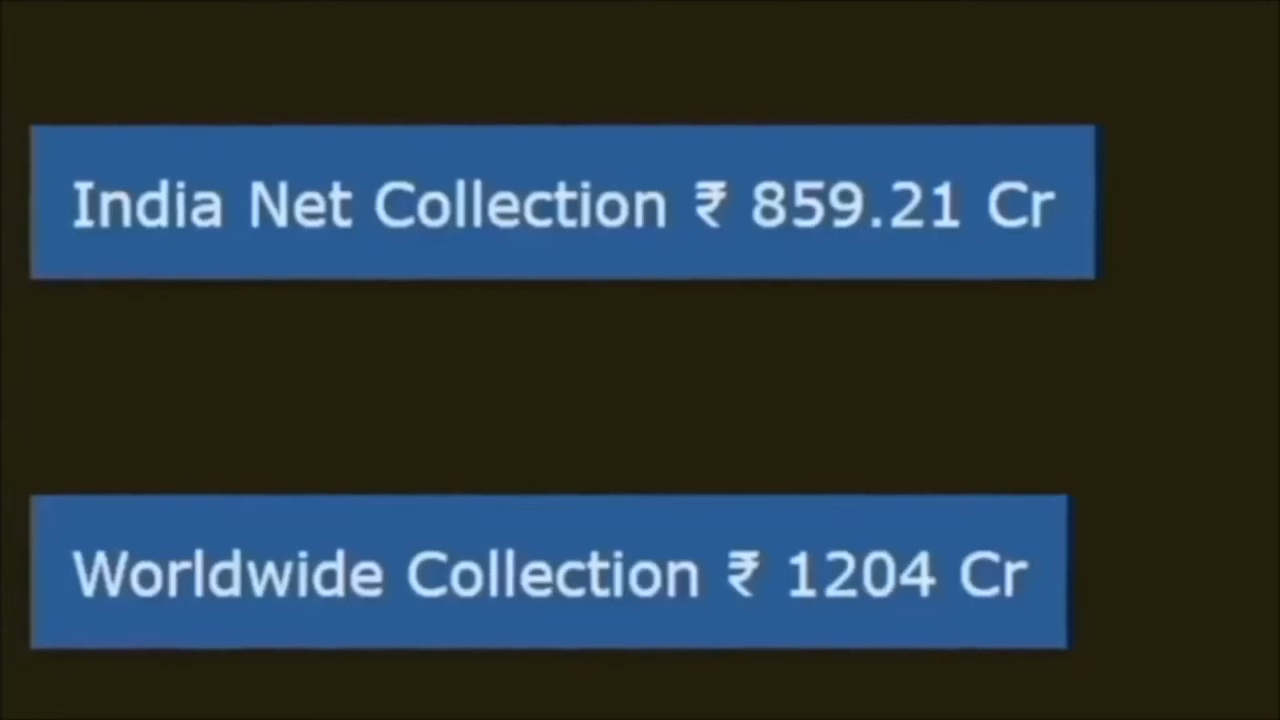 India Net Collection ₹ 859.21 Cr
Worldwide Collection ₹ 1204 Cr